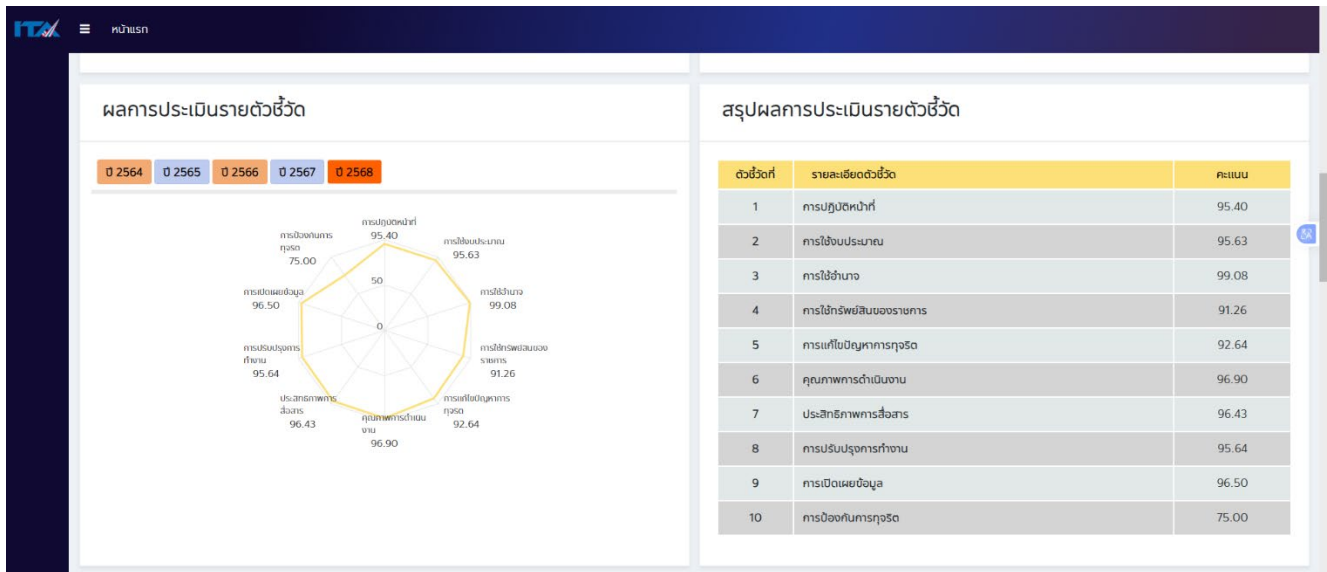 ITA
หน้าแรก
ผลการประเมินรายตัวชี้วัด
ปี 2564 ปี 2565 ปี 2566 ปี 2567 ปี 2568
การปฏิบัติหน้าที่
95.40
การใช้งบประมาณ
95.63
การใช้อำนาจ
99.08
การใช้ทรัพย์สินของ
ราชการ
91.26
การแก้ไขปัญหาการ
ทุจริต
92.64
คุณภาพการดำเนิน
งาน
96.90
ประสิทธิภาพการ
สื่อสาร
96.43
การปรับปรุงการ
ทำงาน
95.64
การเปิดเผยข้อมูล
96.50
การป้องกันการ
ทุจริต
75.00
50
0
สรุปผลการประเมินรายตัวชี้วัด
ตัวชี้วัดที่ รายละเอียดตัวชี้วัด คะแนน
1 การปฏิบัติหน้าที่ 95.40
2 การใช้งบประมาณ 95.63
3 การใช้อำนาจ 99.08
4 การใช้ทรัพย์สินของราชการ 91.26
5 การแก้ไขปัญหาการทุจริต 92.64
6 คุณภาพการดำเนินงาน 96.90
7 ประสิทธิภาพการสื่อสาร 96.43
8 การปรับปรุงการทำงาน 95.64
9 การเปิดเผยข้อมูล 96.50
10 การป้องกันการทุจริต 75.00